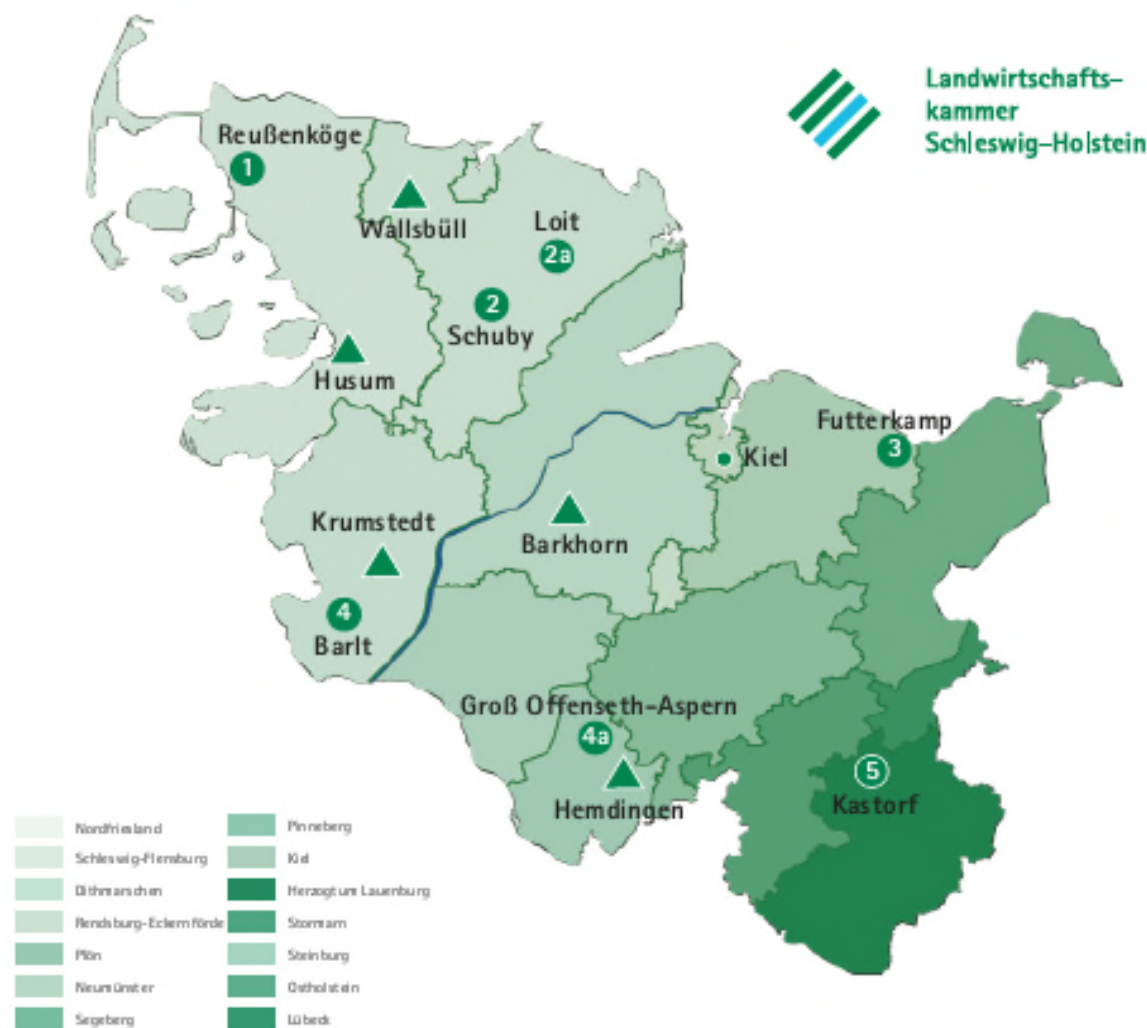 Landwirtschafts-
kammer
Schleswig-Holstein
Reußenköge
1
Wallsbüll
Loit
2a
2
Schuby
Husum
Futterkamp
3
Kiel
Krumstedt
Barkhorn
4
Barlt
Groß Offenseth-Aspern
4a
Hemdingen
5
Kastorf
Nordfriesland
Schleswig-Flensburg
Dithmarschen
Rendsburg-Eckernförde
Plön
Neumünster
Segeberg
Pinneberg
Kiel
Herzogtum Lauenburg
Stormarn
Steinburg
Ostholstein
Lübeck